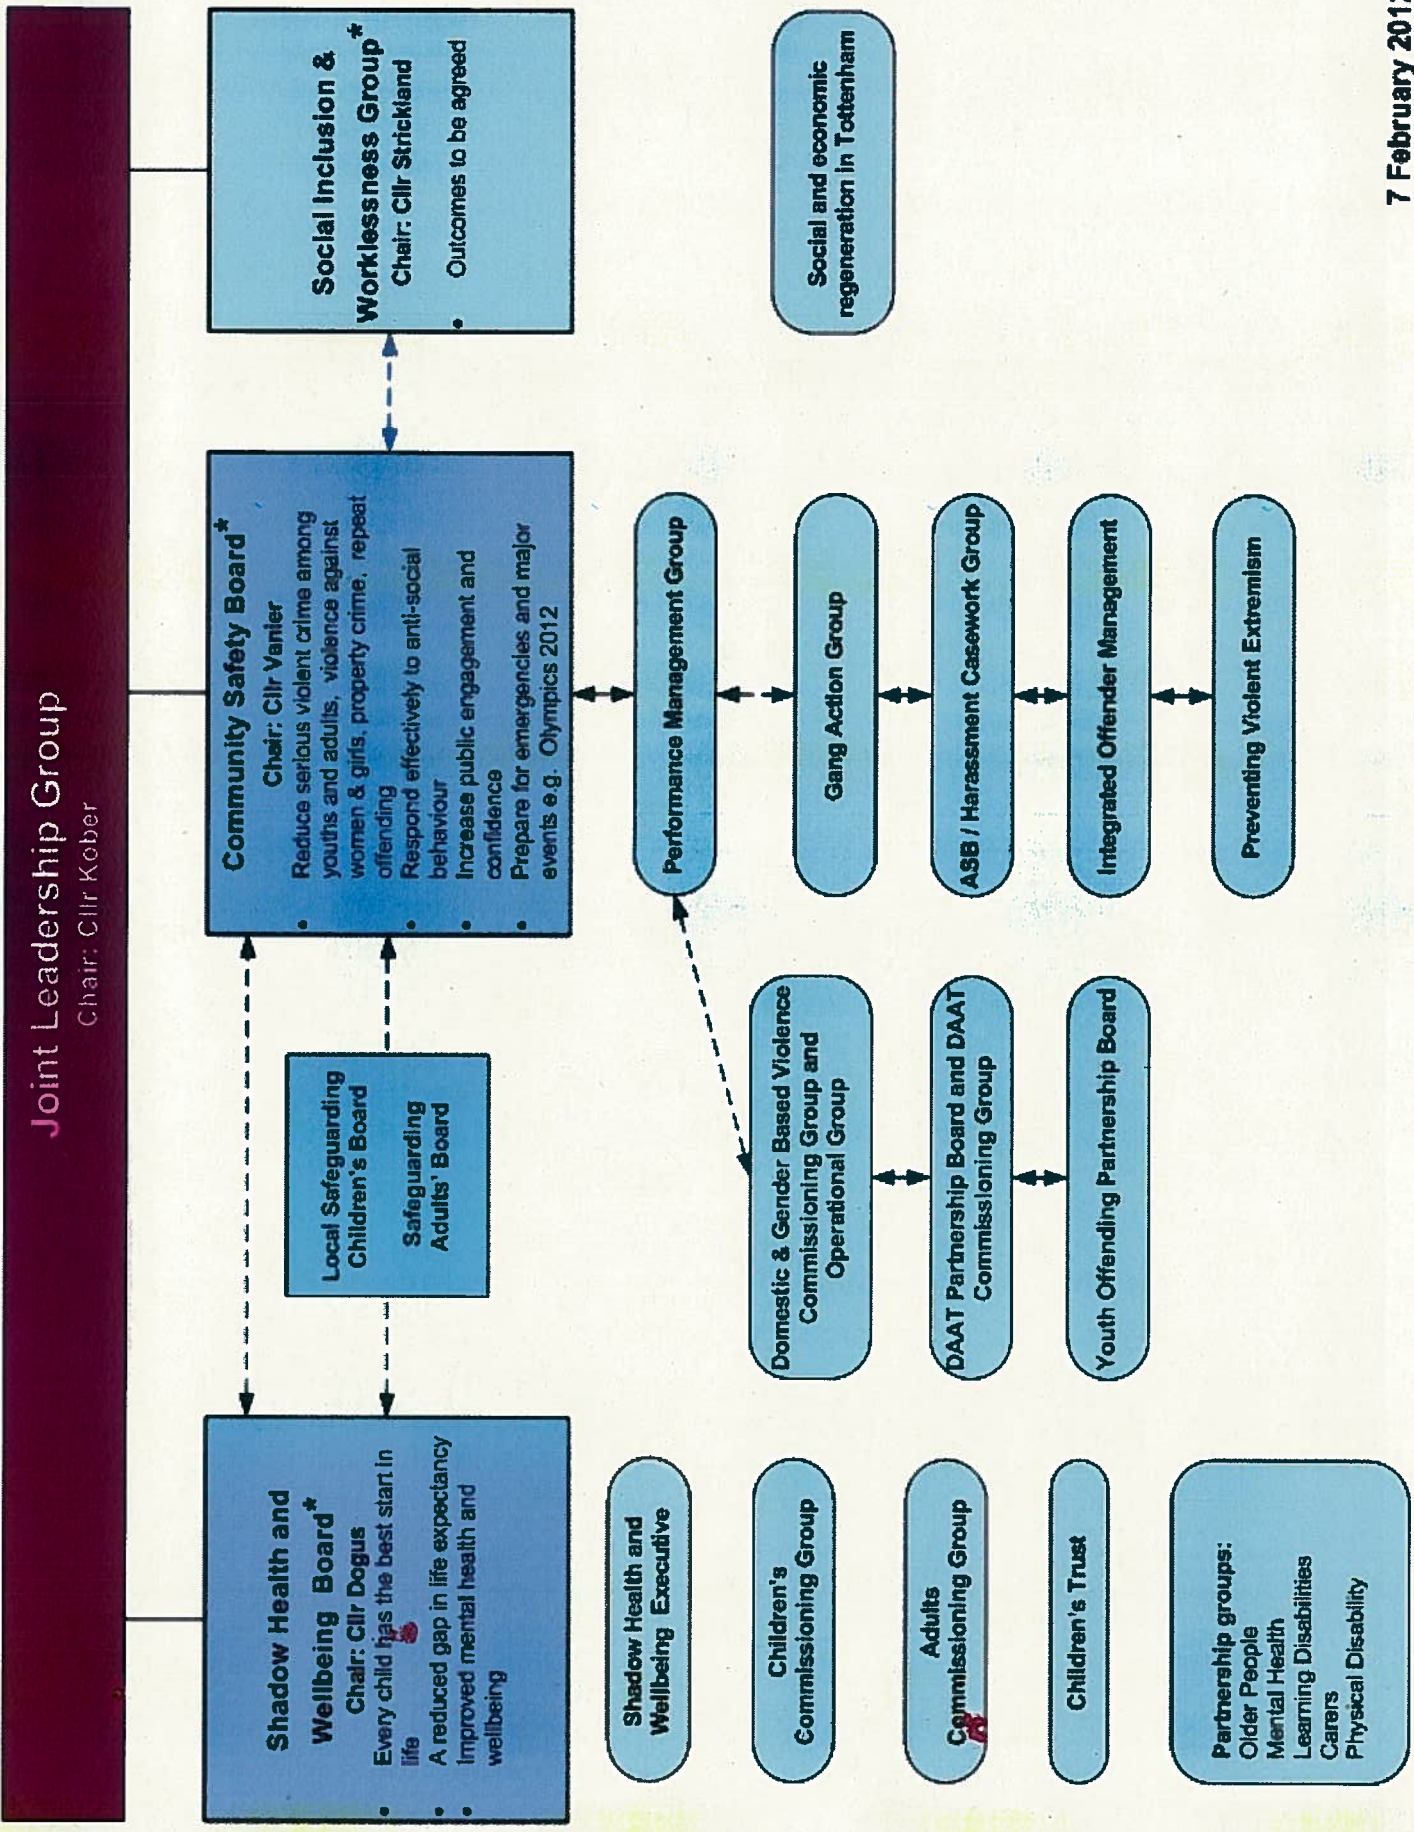 Joint Leadership Group
Chair: Cllr Kober
Shadow Health and
Wellbeing Board*
Chair: Cllr Dogus
• Every child has the best start in
life
• A reduced gap in life expectancy
• Improved mental health and
wellbeing
Local Safeguarding
Children's Board
Safeguarding
Adults' Board
Community Safety Board*
Chair: Cllr Vanier
• Reduce serious violent crime among
youths and adults, violence against
women & girls, property crime, repeat
offending
• Respond effectively to anti-social
behaviour
• Increase public engagement and
confidence
• Prepare for emergencies and major
events e.g. Olympics 2012
Social Inclusion &
Worklessness Group*
Chair: Cllr Strickland
• Outcomes to be agreed
Shadow Health and
Wellbeing Executive
Children's
Commissioning Group
Adults
Commissioning Group
Children's Trust
Partnership groups:
Older People
Mental Health
Learning Disabilities
Carers
Physical Disability
Domestic & Gender Based Violence
Commissioning Group and
Operational Group
DAAT Partnership Board and DAAT
Commissioning Group
Youth Offending Partnership Board
Performance Management Group
Gang Action Group
ASB / Harassment Casework Group
Integrated Offender Management
Preventing Violent Extremism
Social and economic
regeneration in Tottenham
7 February 2012